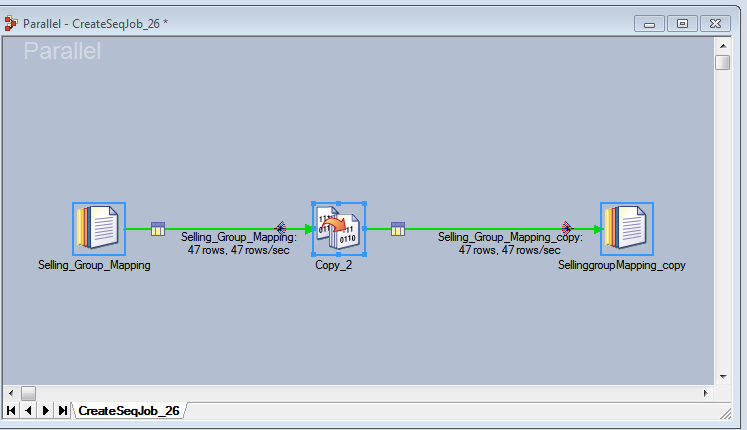 Parallel - CreateSeqJob_26 *
Parallel
Selling_Group_Mapping:
47 rows, 47 rows/sec
Selling_Group_Mapping_copy:
47 rows, 47 rows/sec
Selling_Group_Mapping
Copy_2
SellinggroupMapping_copy
CreateSeqJob_26